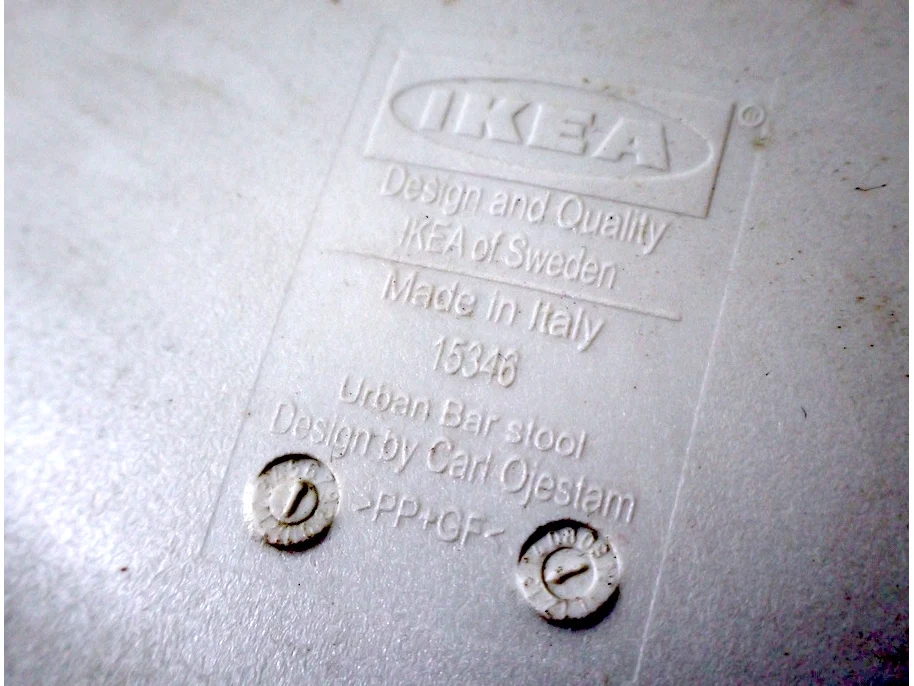 IKEA®
Design and Quality
IKEA of Sweden
Made in Italy
15346
Urban Bar stool
Design by Carl Ojestam
>PP+GF<